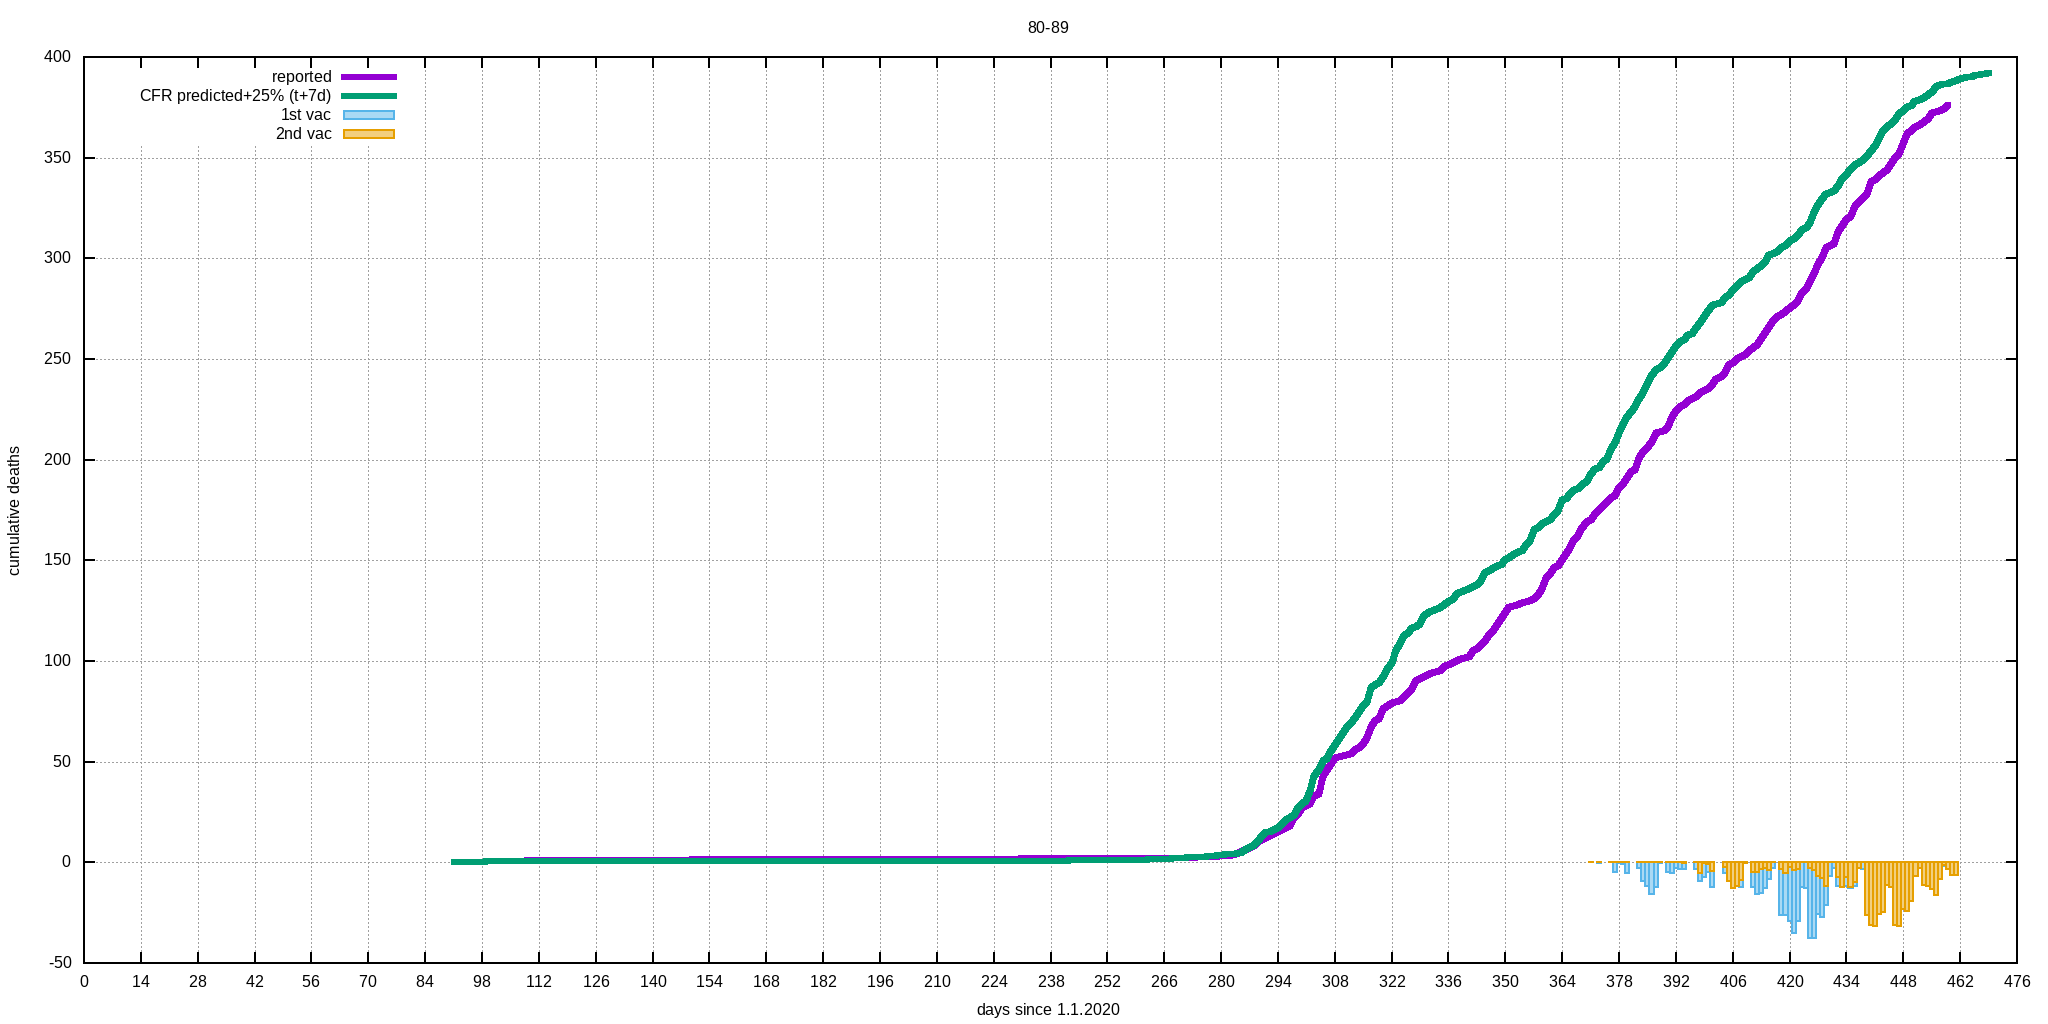 80-89
400
350
300
250
200
150
100
50
0
-50
cumulative deaths
reported
CFR predicted+25% (t+7d)
1st vac
2nd vac
0 14 28 42 56 70 84 98 112 126 140 154 168 182 196 210 224 238 252 266 280 294 308 322 336 350 364 378 392 406 420 434 448 462 476
days since 1.1.2020